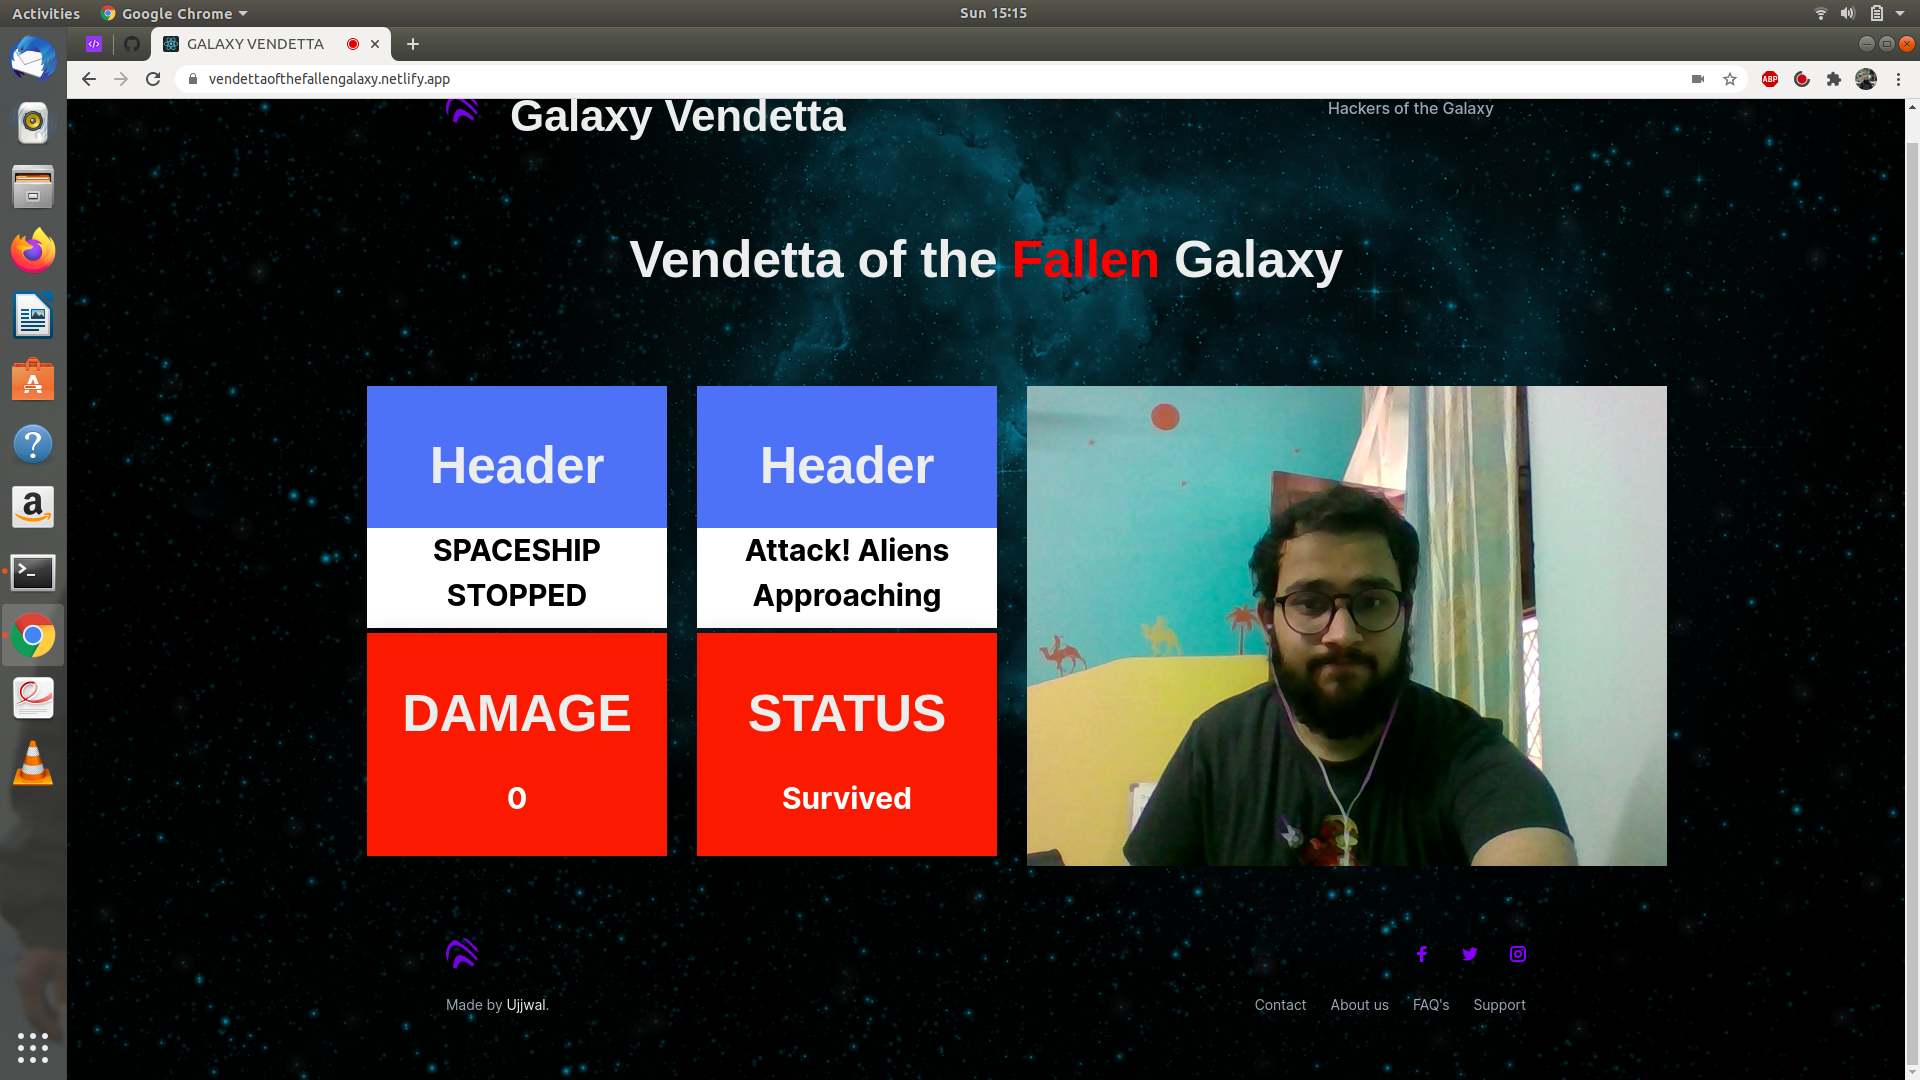 Activities
Google Chrome
Sun 15:15
GALAXY VENDETTA
vendettaofthefallengalaxy.netlify.app
ABP
Galaxy Vendetta
Hackers of the Galaxy
Vendetta of the Fallen Galaxy
Header
SPACESHIP
STOPPED
Header
Attack! Aliens
Approaching
DAMAGE
0
STATUS
Survived
Made by Ujjwal.
Contact
About us
FAQ's
Support